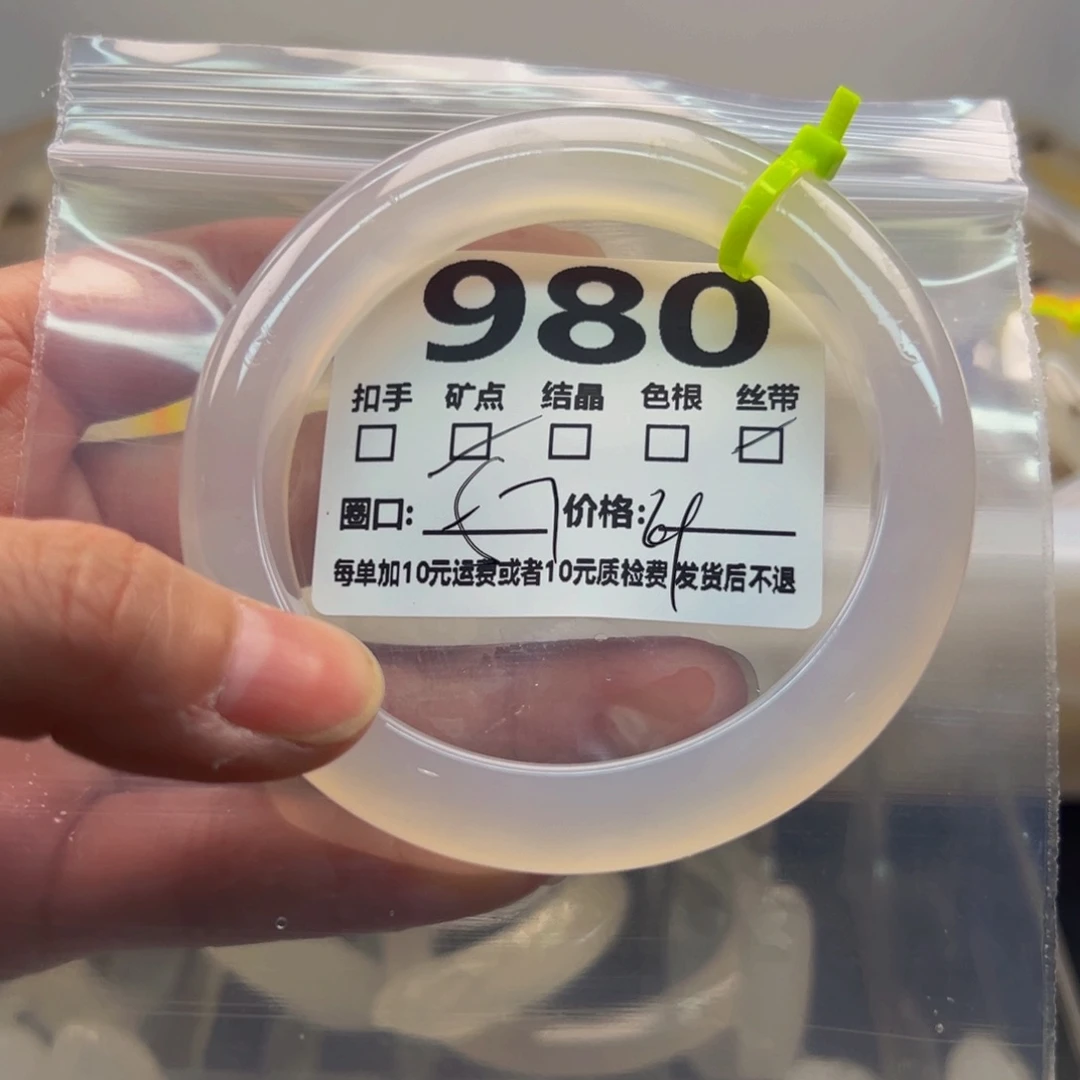 980
扣手 矿点 结晶 色根 丝带
圈口: 57 价格:
每单加10元运费或者10元质检费 发货后不退